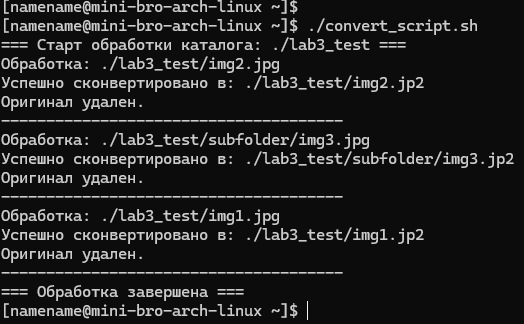 [namename@mini-bro-arch-linux ~]$
[namename@mini-bro-arch-linux ~]$ ./convert_script.sh
=== Старт обработки каталога: ./lab3_test ===
Обработка: ./lab3_test/img2.jpg
Успешно сконвертировано в: ./lab3_test/img2.jp2
Оригинал удален.
--------------------------------------
Обработка: ./lab3_test/subfolder/img3.jpg
Успешно сконвертировано в: ./lab3_test/subfolder/img3.jp2
Оригинал удален.
--------------------------------------
Обработка: ./lab3_test/img1.jpg
Успешно сконвертировано в: ./lab3_test/img1.jp2
Оригинал удален.
--------------------------------------
=== Обработка завершена ===
[namename@mini-bro-arch-linux ~]$